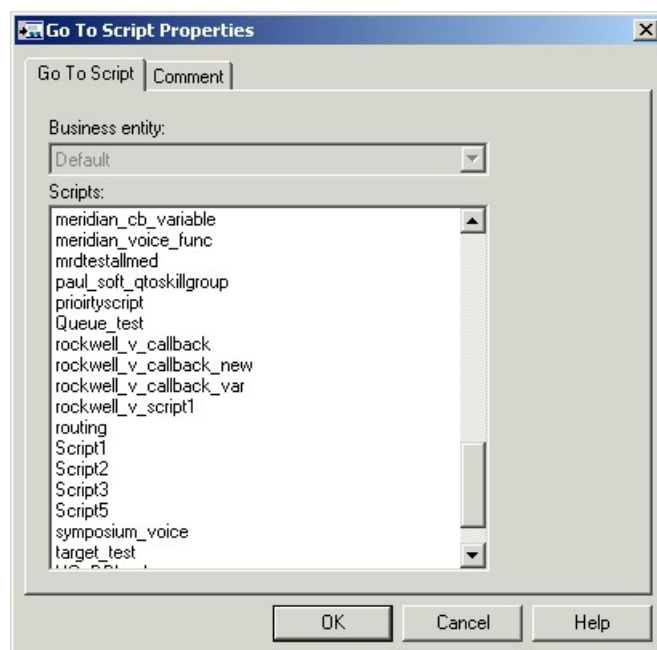 Go To Script Properties
Go To Script
Comment
Business entity:
Default
Scripts:
meridian_cb_variable
meridian_voice_func
mrdtestallmed
paul_soft_qtoskillgroup
prioirtyscript
Queue_test
rockwell_v_callback
rockwell_v_callback_new
rockwell_v_callback_var
rockwell_v_script1
routing
Script1
Script2
Script3
Script5
symposium_voice
target_test
OK
Cancel
Help